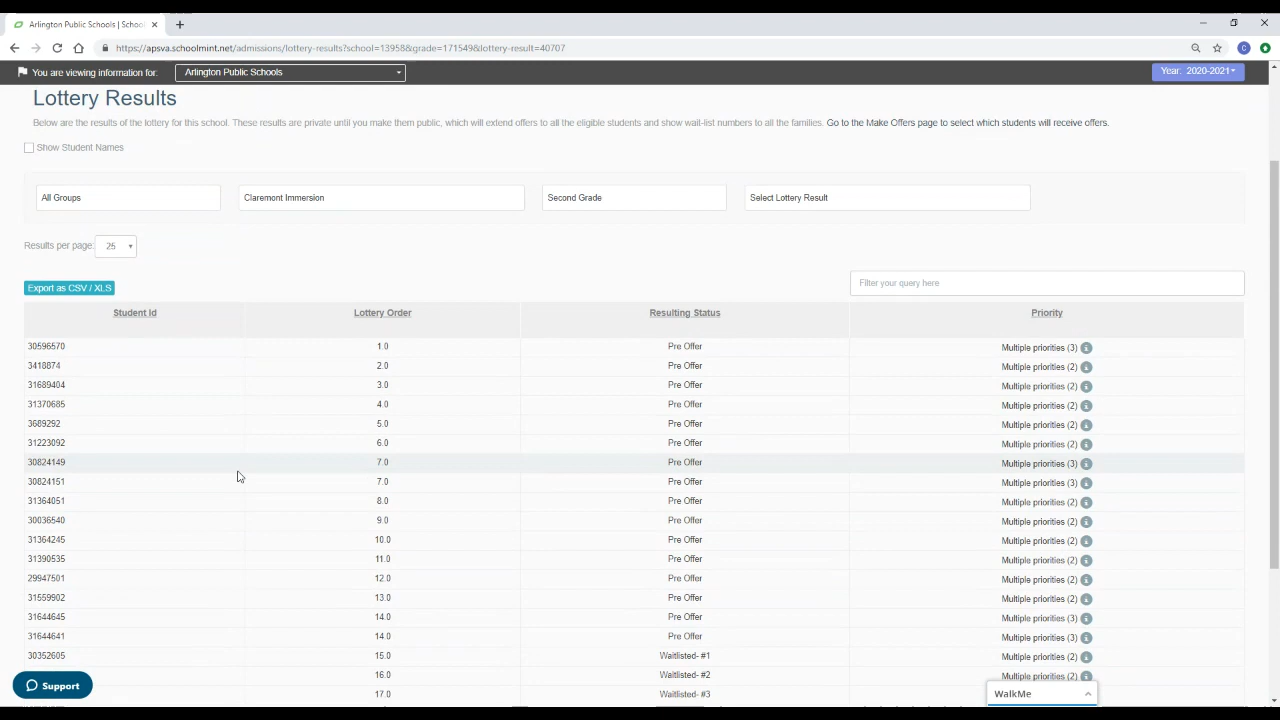 Arlington Public Schools | School
https://apsva.schoolmint.net/admissions/lottery-results?school=13958&grade=171549&lottery-result=40707
C
You are viewing information for: Arlington Public Schools Year: 2020-2021
Lottery Results
Below are the results of the lottery for this school. These results are private until you make them public, which will extend offers to all the eligible students and show wait-list numbers to all the families. Go to the Make Offers page to select which students will receive offers.
Show Student Names
All Groups Claremont Immersion Second Grade Select Lottery Result
Results per page: 25
Export as CSV / XLS Filter your query here
Student Id Lottery Order Resulting Status Priority
30596570 1.0 Pre Offer Multiple priorities (3)
3418874 2.0 Pre Offer Multiple priorities (2)
31689404 3.0 Pre Offer Multiple priorities (2)
31370685 4.0 Pre Offer Multiple priorities (2)
3689292 5.0 Pre Offer Multiple priorities (2)
31223092 6.0 Pre Offer Multiple priorities (2)
30824149 7.0 Pre Offer Multiple priorities (3)
30824151 7.0 Pre Offer Multiple priorities (3)
31364051 8.0 Pre Offer Multiple priorities (2)
30036540 9.0 Pre Offer Multiple priorities (2)
31364245 10.0 Pre Offer Multiple priorities (2)
31390535 11.0 Pre Offer Multiple priorities (2)
29947501 12.0 Pre Offer Multiple priorities (2)
31559902 13.0 Pre Offer Multiple priorities (2)
31644645 14.0 Pre Offer Multiple priorities (3)
31644641 14.0 Pre Offer Multiple priorities (3)
30352605 15.0 Waitlisted- #1 Multiple priorities (2)
16.0 Waitlisted- #2 Multiple priorities (2)
17.0 Waitlisted- #3
Support
WalkMe